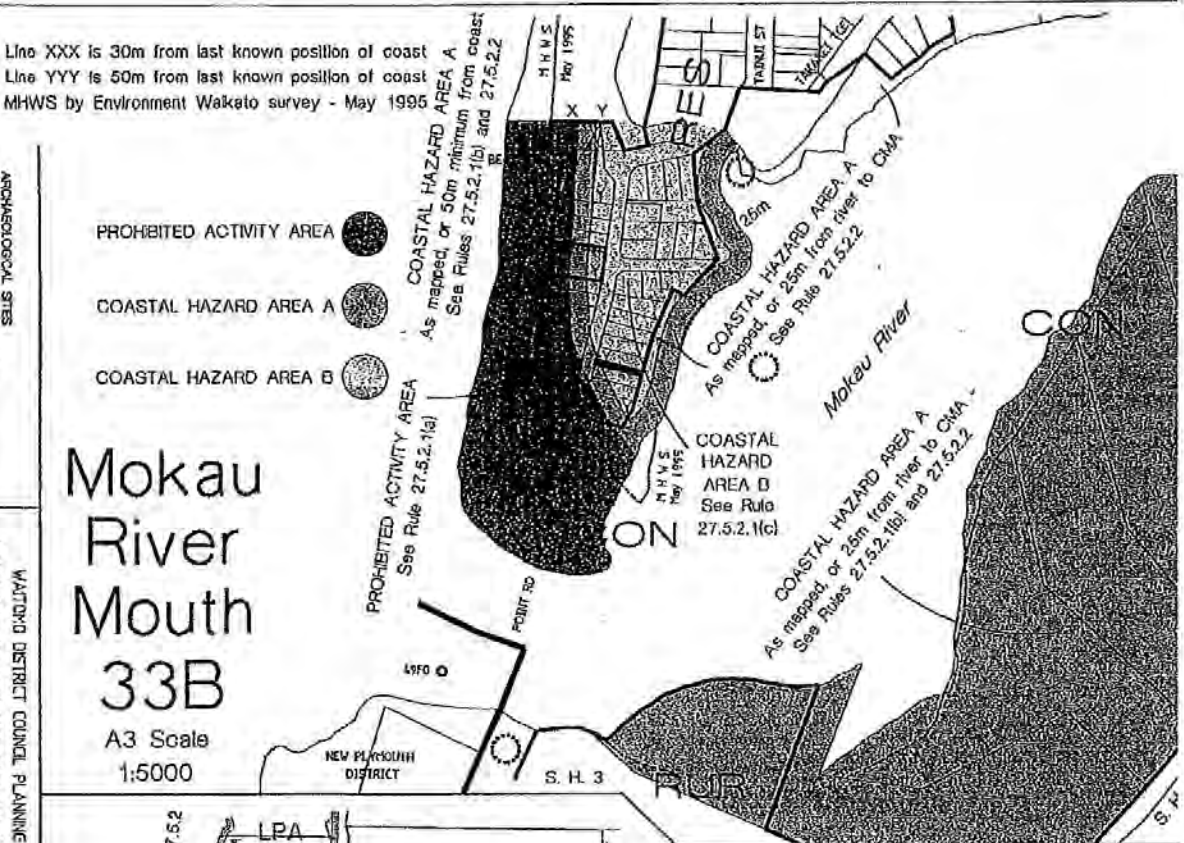 Line XXX is 30m from last known position of coast
Line YYY is 50m from last known position of coast
MHWS by Environment Waikato survey - May 1995
ARCHAEOLOGICAL SITES
PROHIBITED ACTIVITY AREA
COASTAL HAZARD AREA A
COASTAL HAZARD AREA B
COASTAL HAZARD AREA A
As mapped, or 50m minimum from coast
See Rules 27.5.2.1(b) and 27.5.2.2
PROHIBITED ACTIVITY AREA
See Rule 27.5.2.1(a)
MHWS
May 1995
X Y
BE
RES
TAINUI ST
25m
COASTAL HAZARD AREA A
As mapped, or 25m from river to CMA
See Rule 27.5.2.2
Mokau River
CON
COASTAL
HAZARD
AREA B
See Rule
27.5.2.1(c)
MHWS
May 1995
COASTAL HAZARD AREA A
As mapped, or 25m from river to CMA -
See Rules 27.5.2.1(b) and 27.5.2.2
ON
POINT RD
Mokau
River
Mouth
33B
A3 Scale
1:5000
WAITOMO DISTRICT COUNCIL PLANNING
NEW PLYMOUTH
DISTRICT
S. H. 3
RUR
S. H
7.5.2
LPA